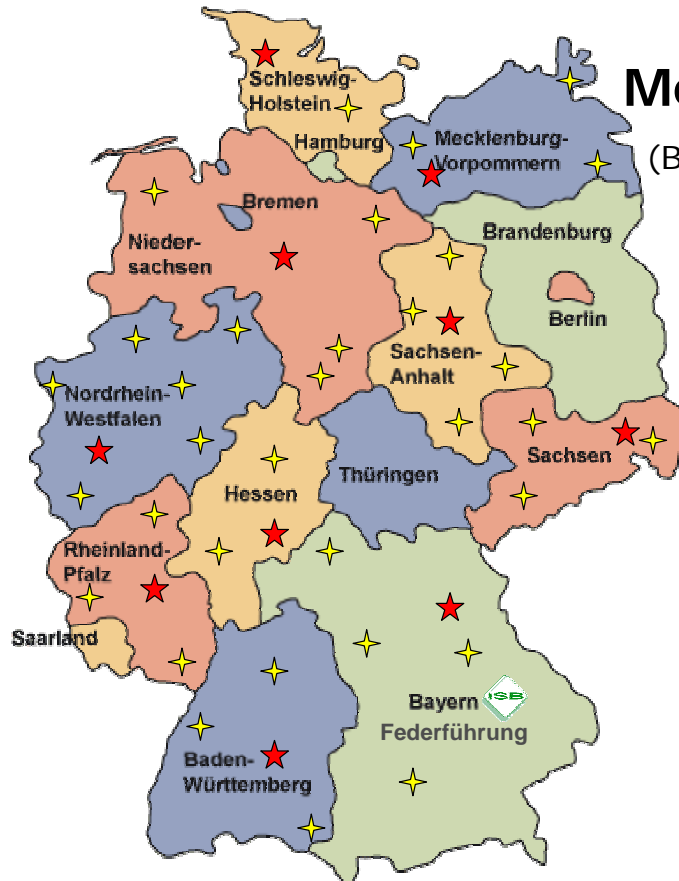 Schleswig-
Holstein
Hamburg
Mecklenburg-
Vorpommern
(B
Bremen
Nieder-
sachsen
Brandenburg
Berlin
Sachsen-
Anhalt
Nordrhein-
Westfalen
Sachsen
Thüringen
Hessen
Rheinland-
Pfalz
Saarland
Bayern
ISB
Federführung
Baden-
Württemberg